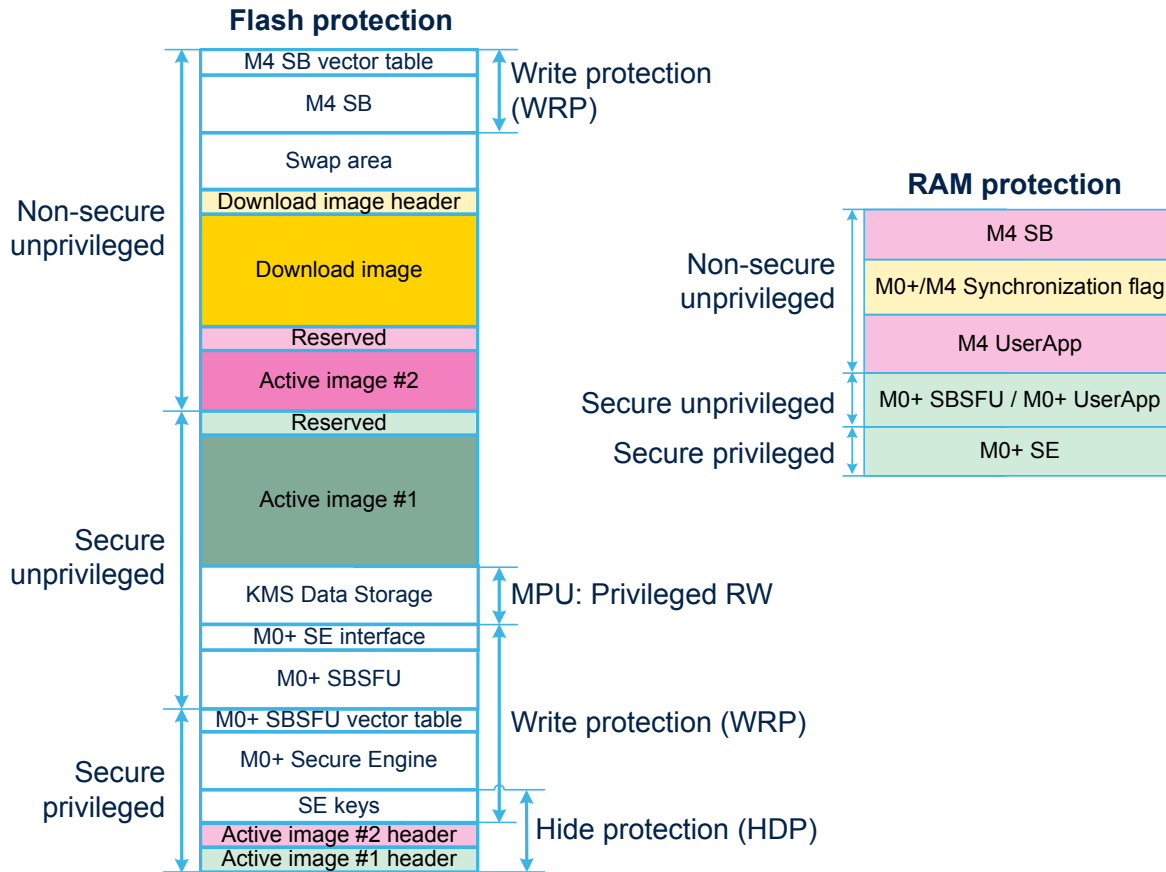 Flash protection
M4 SB vector table
M4 SB
Write protection
(WRP)
Swap area
Download image header
Download image
Non-secure
unprivileged
Reserved
Active image #2
Reserved
Active image #1
Secure
unprivileged
KMS Data Storage
MPU: Privileged RW
M0+ SE interface
M0+ SBSFU
Write protection (WRP)
M0+ SBSFU vector table
M0+ Secure Engine
Secure
privileged
SE keys
Hide protection (HDP)
Active image #2 header
Active image #1 header
RAM protection
M4 SB
Non-secure
unprivileged
M0+/M4 Synchronization flag
M4 UserApp
Secure unprivileged
M0+ SBSFU / M0+ UserApp
Secure privileged
M0+ SE